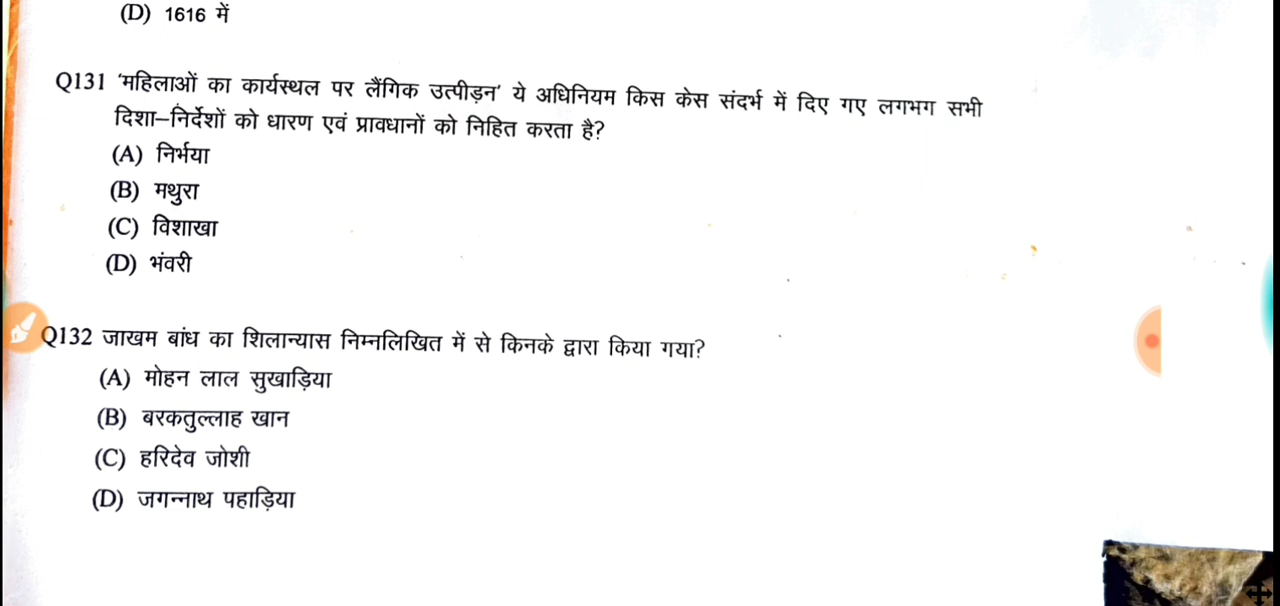 (D) 1616 में
Q131 ‘महिलाओं का कार्यस्थल पर लैंगिक उत्पीड़न’ ये अधिनियम किस केस संदर्भ में दिए गए लगभग सभी
दिशा–निर्देशों को धारण एवं प्रावधानों को निहित करता है?
(A) निर्भया
(B) मथुरा
(C) विशाखा
(D) भंवरी
Q132 जाखम बांध का शिलान्यास निम्नलिखित में से किनके द्वारा किया गया?
(A) मोहन लाल सुखाड़िया
(B) बरकतुल्लाह खान
(C) हरिदेव जोशी
(D) जगन्नाथ पहाड़िया